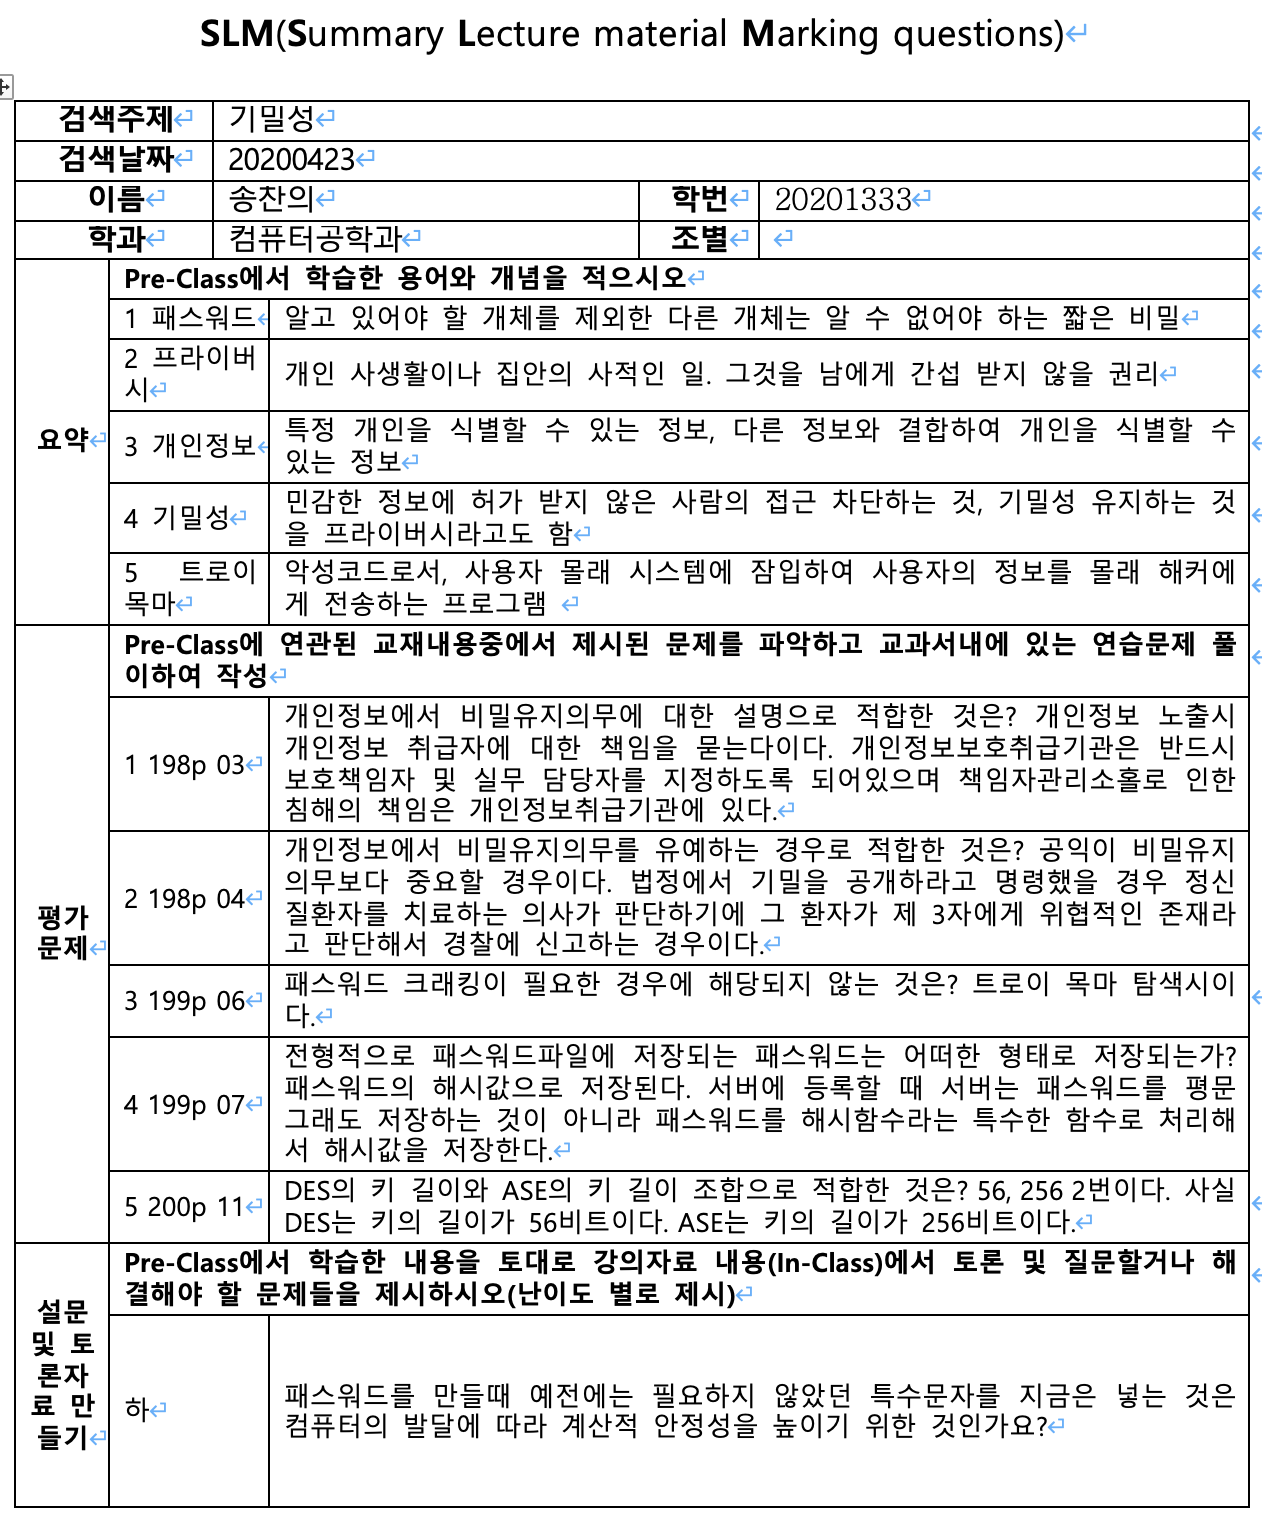 SLM(Summary Lecture material Marking questions)
검색주제 기밀성
검색날짜 20200423
이름 송찬의 학번 20201333
학과 컴퓨터공학과 조별
요약
Pre-Class에서 학습한 용어와 개념을 적으시오
1 패스워드 알고 있어야 할 개체를 제외한 다른 개체는 알 수 없어야 하는 짧은 비밀
2 프라이버
시
개인 사생활이나 집안의 사적인 일. 그것을 남에게 간섭 받지 않을 권리
3 개인정보
특정 개인을 식별할 수 있는 정보, 다른 정보와 결합하여 개인을 식별할 수
있는 정보
4 기밀성
민감한 정보에 허가 받지 않은 사람의 접근 차단하는 것, 기밀성 유지하는 것
을 프라이버시라고도 함
5 트로이
목마
악성코드로서, 사용자 몰래 시스템에 잠입하여 사용자의 정보를 몰래 해커에
게 전송하는 프로그램
평가
문제
Pre-Class에 연관된 교재내용중에서 제시된 문제를 파악하고 교과서내에 있는 연습문제 풀
이하여 작성
1 198p 03
개인정보에서 비밀유지의무에 대한 설명으로 적합한 것은? 개인정보 노출시
개인정보 취급자에 대한 책임을 묻는다이다. 개인정보보호취급기관은 반드시
보호책임자 및 실무 담당자를 지정하도록 되어있으며 책임자관리소홀로 인한
침해의 책임은 개인정보취급기관에 있다.
2 198p 04
개인정보에서 비밀유지의무를 유예하는 경우로 적합한 것은? 공익이 비밀유지
의무보다 중요할 경우이다. 법정에서 기밀을 공개하라고 명령했을 경우 정신
질환자를 치료하는 의사가 판단하기에 그 환자가 제 3자에게 위협적인 존재라
고 판단해서 경찰에 신고하는 경우이다.
3 199p 06
패스워드 크래킹이 필요한 경우에 해당되지 않는 것은? 트로이 목마 탐색시이
다.
4 199p 07
전형적으로 패스워드파일에 저장되는 패스워드는 어떠한 형태로 저장되는가?
패스워드의 해시값으로 저장된다. 서버에 등록할 때 서버는 패스워드를 평문
그래도 저장하는 것이 아니라 패스워드를 해시함수라는 특수한 함수로 처리해
서 해시값을 저장한다.
5 200p 11
DES의 키 길이와 ASE의 키 길이 조합으로 적합한 것은? 56, 256 2번이다. 사실
DES는 키의 길이가 56비트이다. ASE는 키의 길이가 256비트이다.
설문
및 토
론자
료 만
들기
Pre-Class에서 학습한 내용을 토대로 강의자료 내용(In-Class)에서 토론 및 질문할거나 해
결해야 할 문제들을 제시하시오(난이도 별로 제시)
하
패스워드를 만들때 예전에는 필요하지 않았던 특수문자를 지금은 넣는 것은
컴퓨터의 발달에 따라 계산적 안정성을 높이기 위한 것인가요?